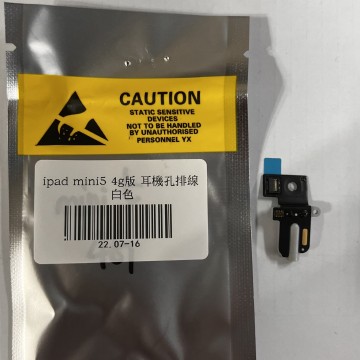 CAUTION
STATIC SENSITIVE
DEVICES
NOT TO BE HANDLED
BY UNAUTHORISED
PERSONNEL YX
ipad mini5 4g版 耳機孔排線
白色
22.07-16